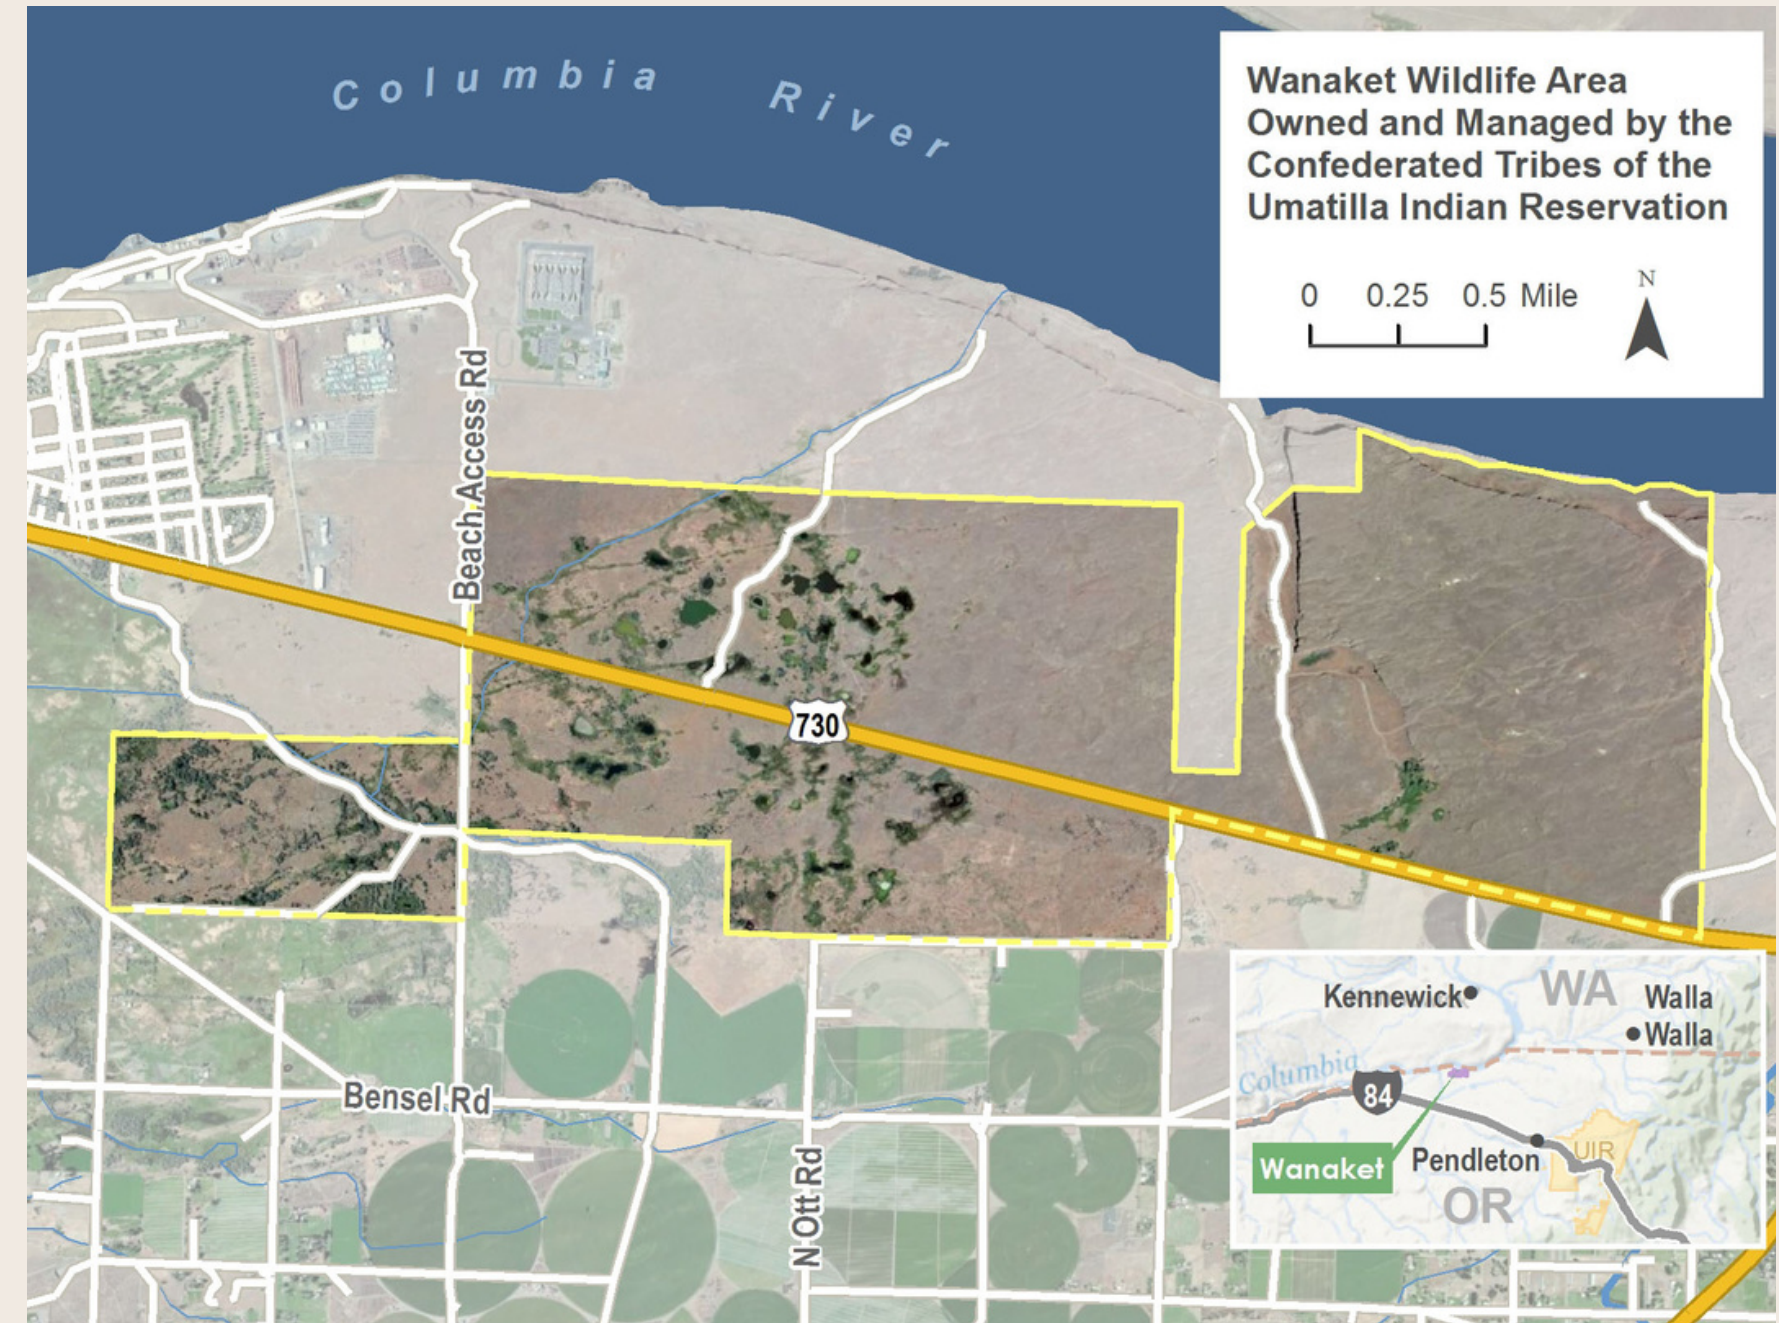 Columbia River
Wanaket Wildlife Area
Owned and Managed by the
Confederated Tribes of the
Umatilla Indian Reservation
0 0.25 0.5 Mile
N
Beach Access Rd
730
Bensel Rd
N Ott Rd
Kennewick
WA
Walla
Walla
Columbia
84
Wanaket
Pendleton
UIR
OR